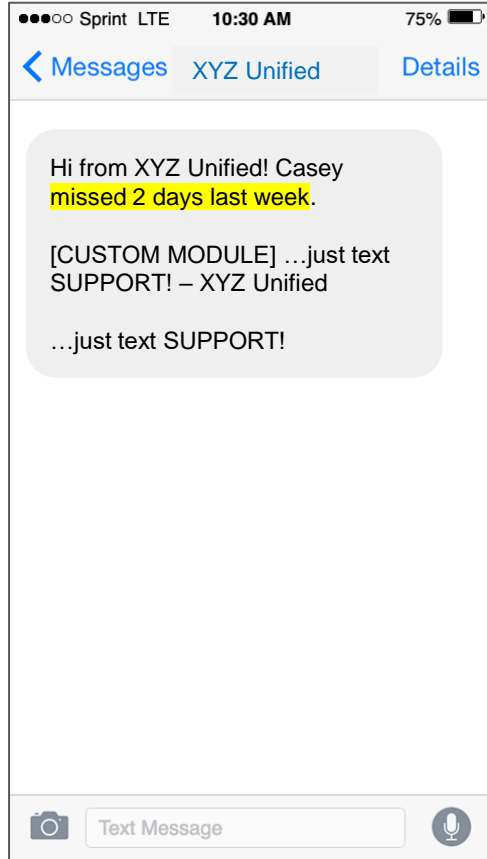 Sprint LTE 10:30 AM 75%
Messages XYZ Unified Details
Hi from XYZ Unified! Casey
missed 2 days last week.
[CUSTOM MODULE] …just text
SUPPORT! – XYZ Unified
…just text SUPPORT!
Text Message